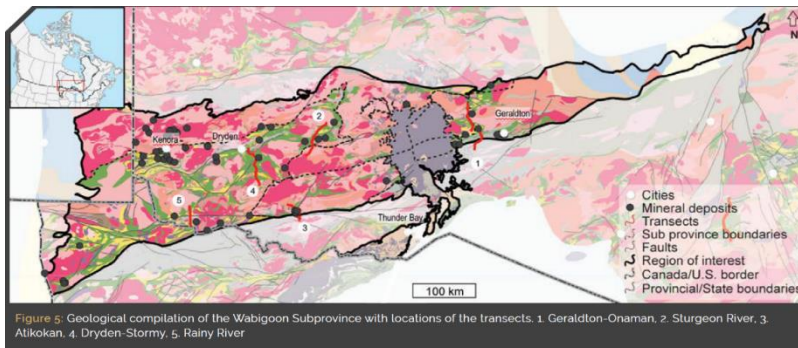 N
2
Geraldton
Kenora
Dryden
1
5
4
3
Thunder Bay
Cities
Mineral deposits
Transects
Sub province boundaries
Faults
Region of interest
Canada/U.S. border
Provincial/State boundaries
100 km
Figure 5: Geological compilation of the Wabigoon Subprovince with locations of the transects. 1. Geraldton-Onaman, 2. Sturgeon River, 3.
Atikokan, 4. Dryden-Stormy, 5. Rainy River